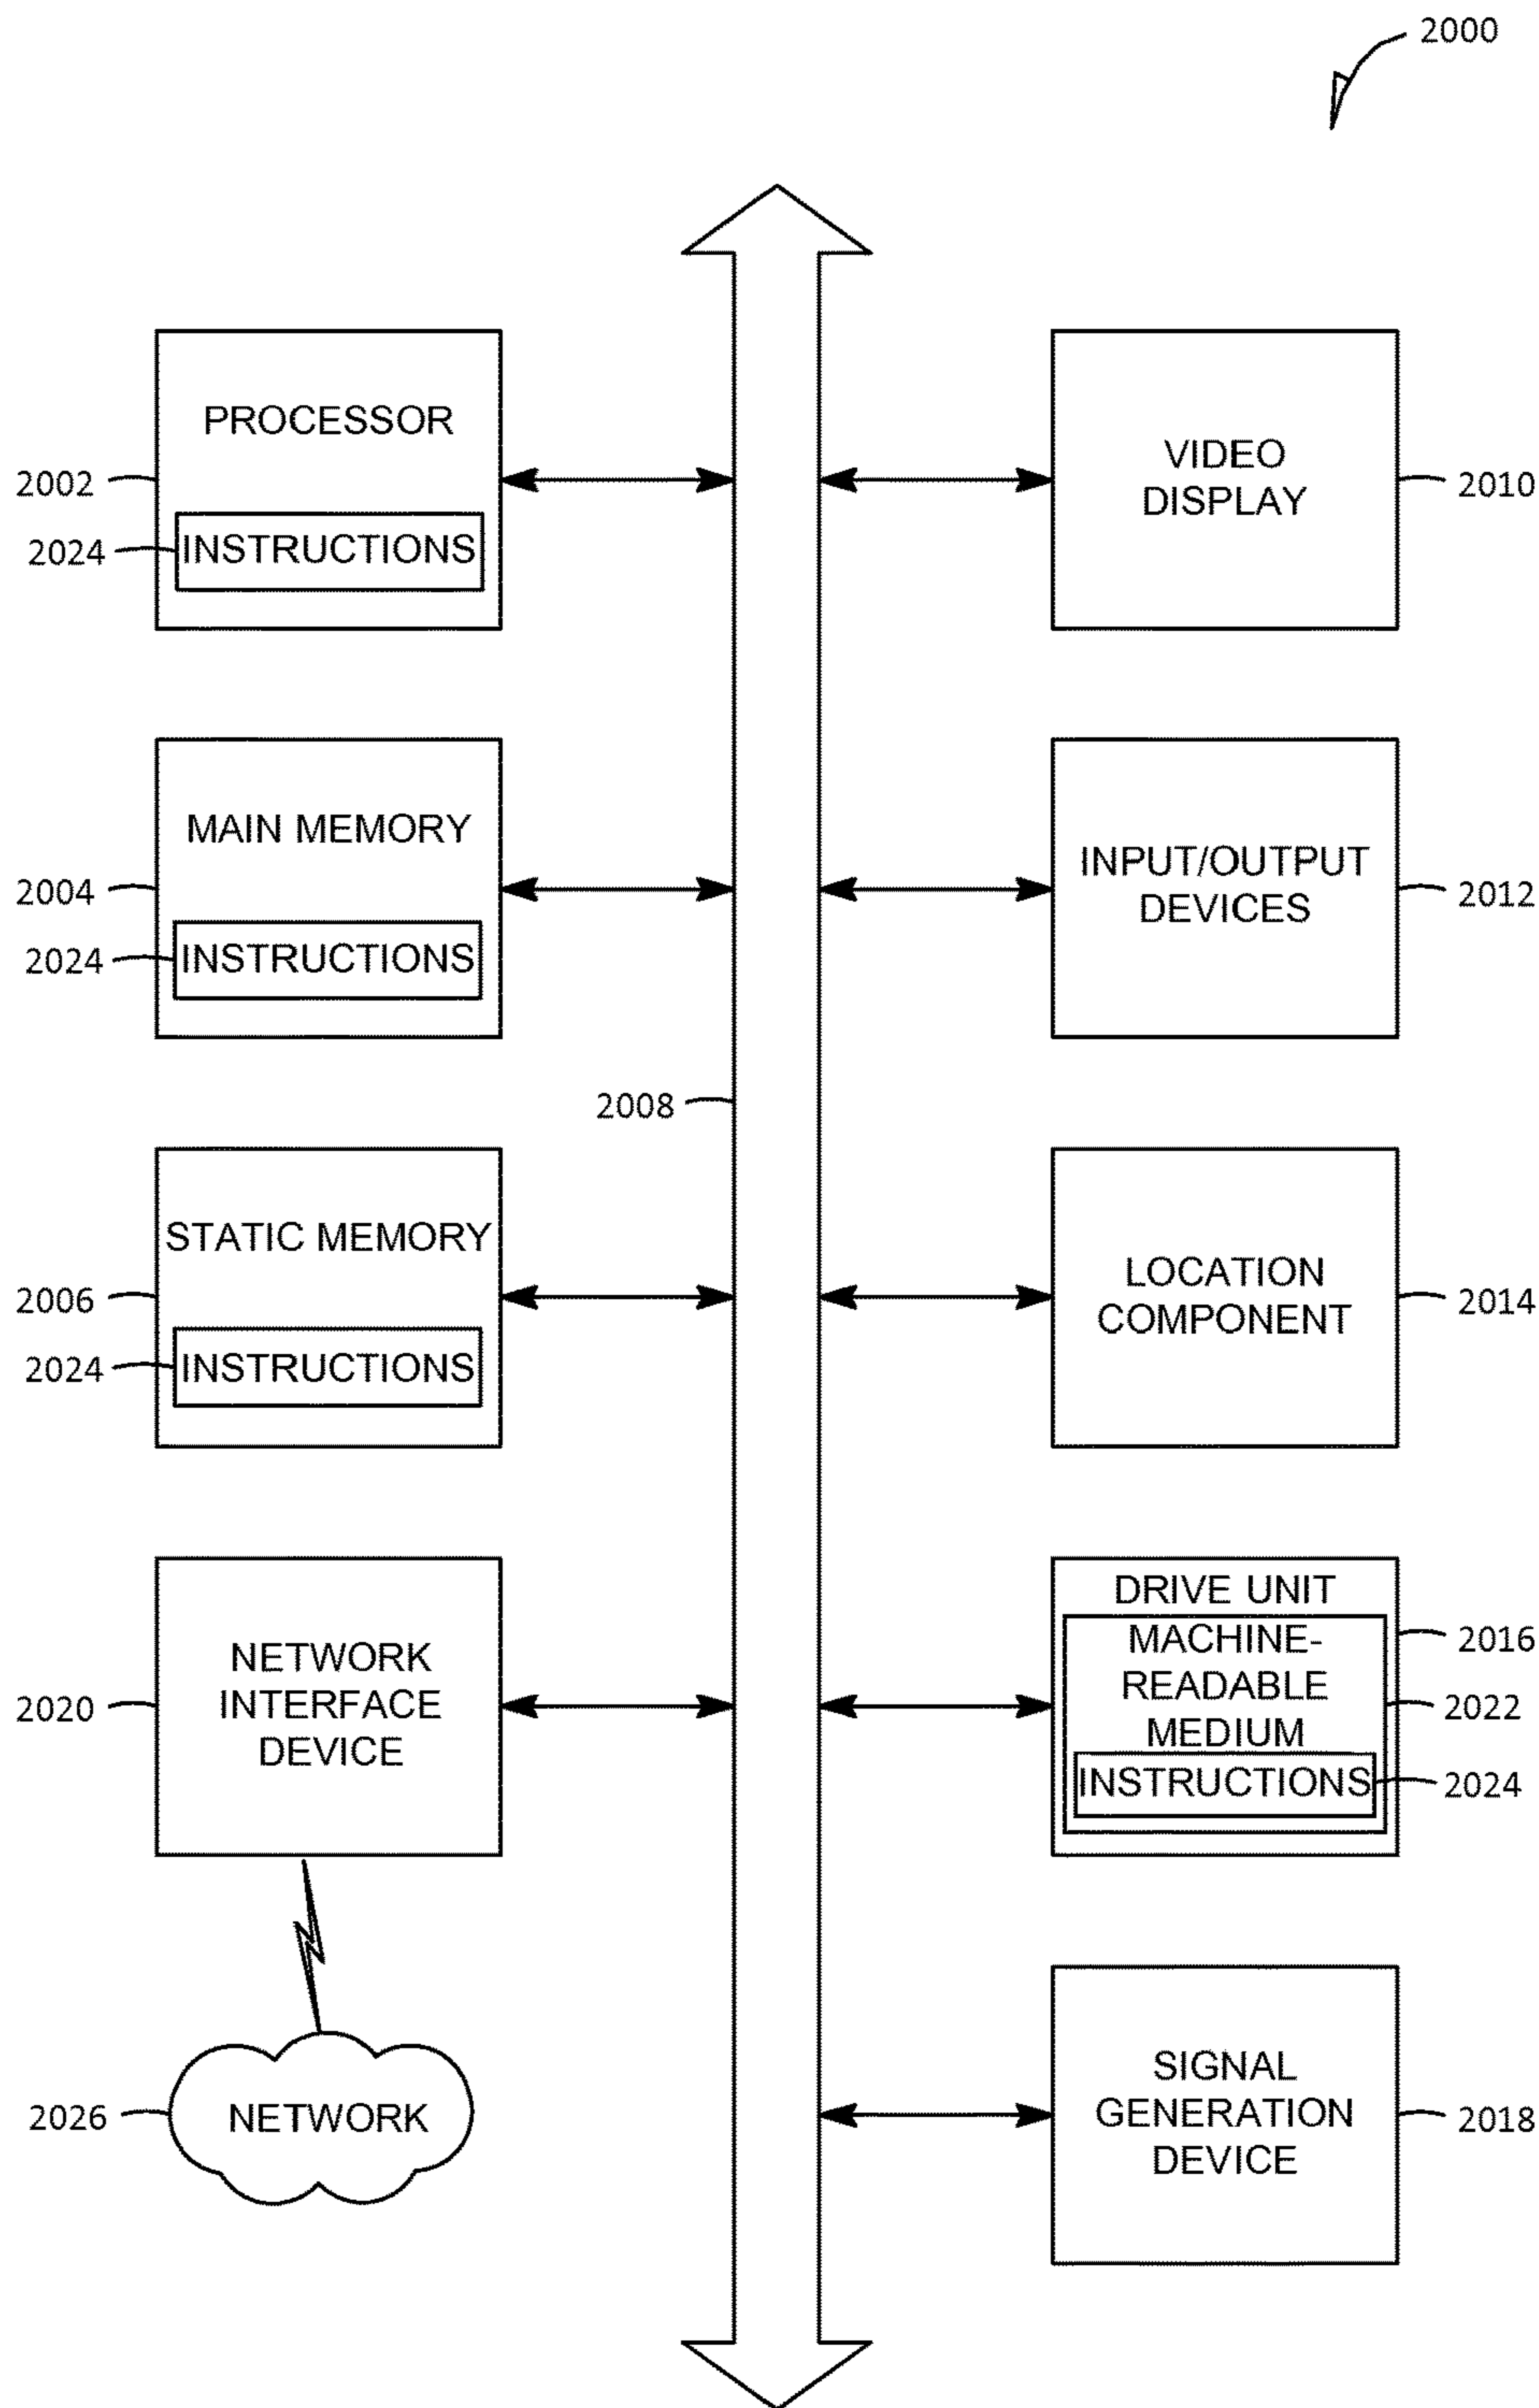 2000
PROCESSOR
2002
2024
INSTRUCTIONS
VIDEO
DISPLAY
2010
MAIN MEMORY
2004
2024
INSTRUCTIONS
INPUT/OUTPUT
DEVICES
2012
2008
STATIC MEMORY
2006
2024
INSTRUCTIONS
LOCATION
COMPONENT
2014
NETWORK
INTERFACE
DEVICE
2020
DRIVE UNIT
2016
MACHINE-
READABLE
MEDIUM
2022
INSTRUCTIONS
2024
2026
NETWORK
SIGNAL
GENERATION
DEVICE
2018